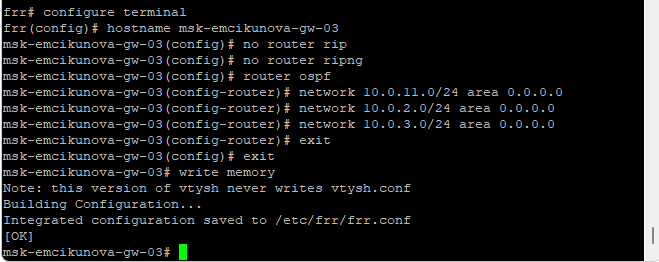 frr# configure terminal
frr(config)# hostname msk-emcikunova-gw-03
msk-emcikunova-gw-03(config)# no router rip
msk-emcikunova-gw-03(config)# no router ripng
msk-emcikunova-gw-03(config)# router ospf
msk-emcikunova-gw-03(config-router)# network 10.0.11.0/24 area 0.0.0.0
msk-emcikunova-gw-03(config-router)# network 10.0.2.0/24 area 0.0.0.0
msk-emcikunova-gw-03(config-router)# network 10.0.3.0/24 area 0.0.0.0
msk-emcikunova-gw-03(config-router)# exit
msk-emcikunova-gw-03(config)# exit
msk-emcikunova-gw-03# write memory
Note: this version of vtysh never writes vtysh.conf
Building Configuration...
Integrated configuration saved to /etc/frr/frr.conf
[OK]
msk-emcikunova-gw-03#